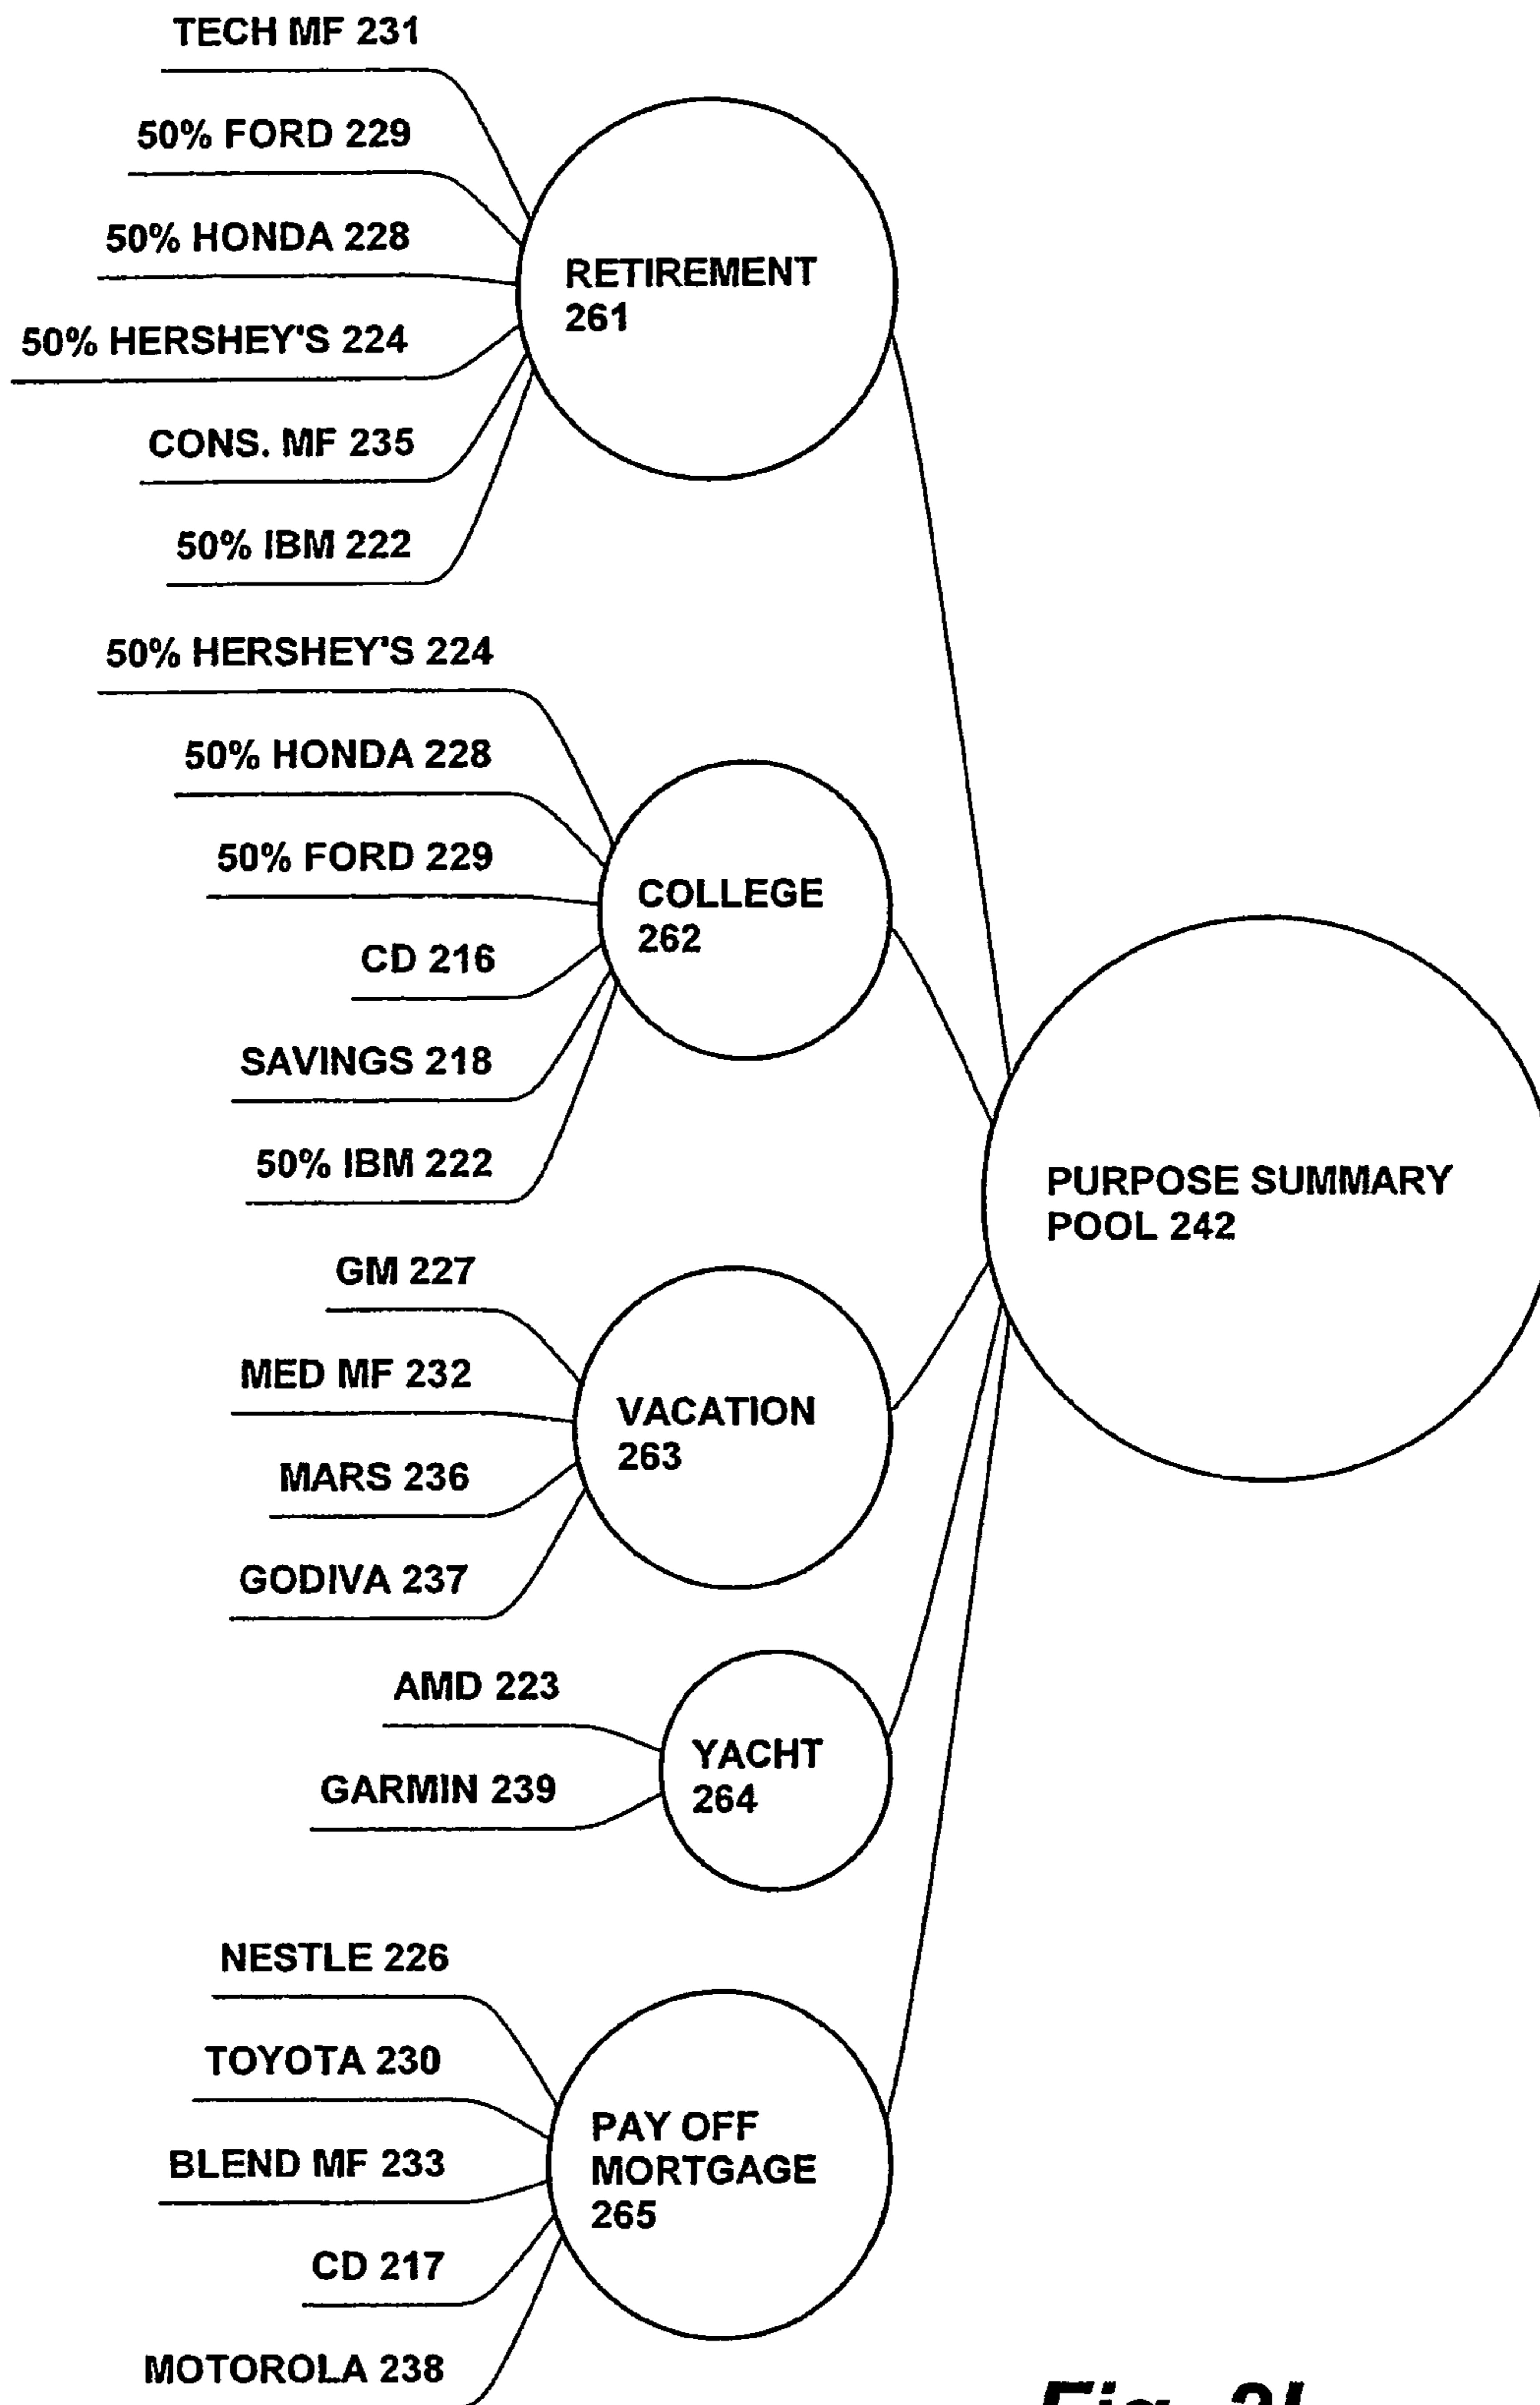 TECH MF 231
50% FORD 229
50% HONDA 228
50% HERSHEY'S 224
CONS. MF 235
50% IBM 222
RETIREMENT
261
50% HERSHEY'S 224
50% HONDA 228
50% FORD 229
CD 216
SAVINGS 218
50% IBM 222
COLLEGE
262
PURPOSE SUMMARY
POOL 242
GM 227
MED MF 232
MARS 236
GODIVA 237
VACATION
263
AMD 223
GARMIN 239
YACHT
264
NESTLE 226
TOYOTA 230
BLEND MF 233
CD 217
MOTOROLA 238
PAY OFF
MORTGAGE
265
Fig.